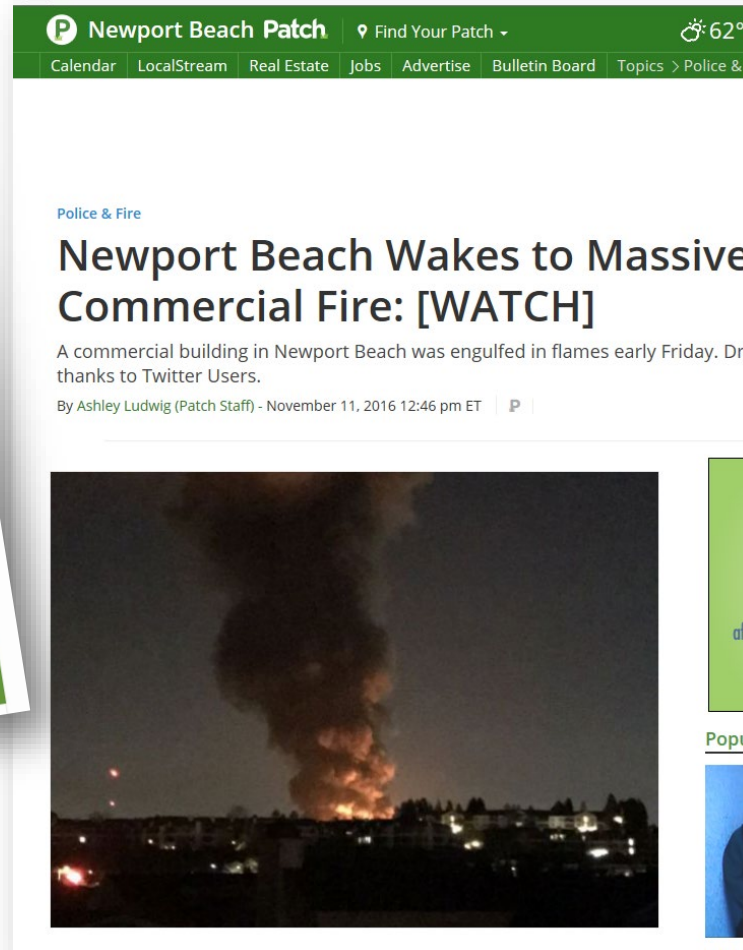 Newport Beach Patch Find Your Patch 62°
Calendar LocalStream Real Estate Jobs Advertise Bulletin Board Topics > Police &
Police & Fire
Newport Beach Wakes to Massive
Commercial Fire: [WATCH]
A commercial building in Newport Beach was engulfed in flames early Friday. Dr
thanks to Twitter Users.
By Ashley Ludwig (Patch Staff) - November 11, 2016 12:46 pm ET P